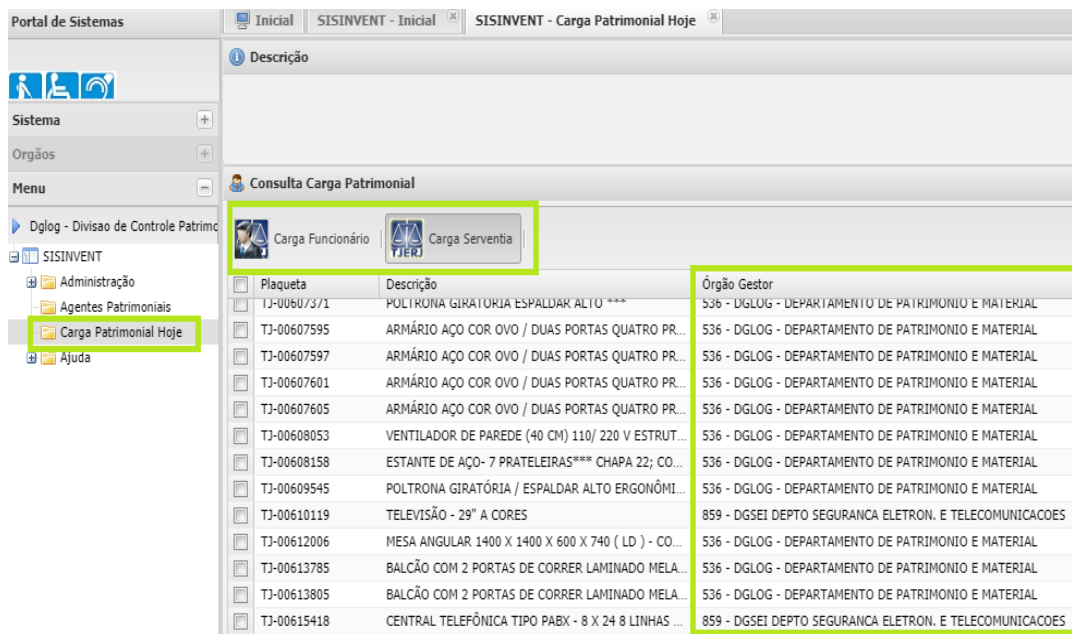 Portal de Sistemas
Inicial
SISINVENT - Inicial
SISINVENT - Carga Patrimonial Hoje
Descrição
Sistema
Orgãos
Menu
Consulta Carga Patrimonial
Dglog - Divisao de Controle Patrimo
SISINVENT
Administração
Agentes Patrimoniais
Carga Patrimonial Hoje
Ajuda
TJERJ Carga Funcionário
TJERJ Carga Serventia
Plaqueta Descrição Órgão Gestor
TJ-00607371 POLTRONA GIRATÓRIA ESPALDAR ALTO *** 536 - DGLOG - DEPARTAMENTO DE PATRIMONIO E MATERIAL
TJ-00607595 ARMÁRIO AÇO COR OVO / DUAS PORTAS QUATRO PR... 536 - DGLOG - DEPARTAMENTO DE PATRIMONIO E MATERIAL
TJ-00607597 ARMÁRIO AÇO COR OVO / DUAS PORTAS QUATRO PR... 536 - DGLOG - DEPARTAMENTO DE PATRIMONIO E MATERIAL
TJ-00607601 ARMÁRIO AÇO COR OVO / DUAS PORTAS QUATRO PR... 536 - DGLOG - DEPARTAMENTO DE PATRIMONIO E MATERIAL
TJ-00607605 ARMÁRIO AÇO COR OVO / DUAS PORTAS QUATRO PR... 536 - DGLOG - DEPARTAMENTO DE PATRIMONIO E MATERIAL
TJ-00608053 VENTILADOR DE PAREDE (40 CM) 110/ 220 V ESTRUT... 536 - DGLOG - DEPARTAMENTO DE PATRIMONIO E MATERIAL
TJ-00608158 ESTANTE DE AÇO- 7 PRATELEIRAS*** CHAPA 22; CO... 536 - DGLOG - DEPARTAMENTO DE PATRIMONIO E MATERIAL
TJ-00609545 POLTRONA GIRATÓRIA / ESPALDAR ALTO ERGONÔMI... 536 - DGLOG - DEPARTAMENTO DE PATRIMONIO E MATERIAL
TJ-00610119 TELEVISÃO - 29" A CORES 859 - DGSEI DEPTO SEGURANCA ELETRON. E TELECOMUNICACOES
TJ-00612006 MESA ANGULAR 1400 X 1400 X 600 X 740 ( LD ) - CO... 536 - DGLOG - DEPARTAMENTO DE PATRIMONIO E MATERIAL
TJ-00613785 BALCÃO COM 2 PORTAS DE CORRER LAMINADO MELA... 536 - DGLOG - DEPARTAMENTO DE PATRIMONIO E MATERIAL
TJ-00613805 BALCÃO COM 2 PORTAS DE CORRER LAMINADO MELA... 536 - DGLOG - DEPARTAMENTO DE PATRIMONIO E MATERIAL
TJ-00615418 CENTRAL TELEFÔNICA TIPO PABX - 8 X 24 8 LINHAS ... 859 - DGSEI DEPTO SEGURANCA ELETRON. E TELECOMUNICACOES